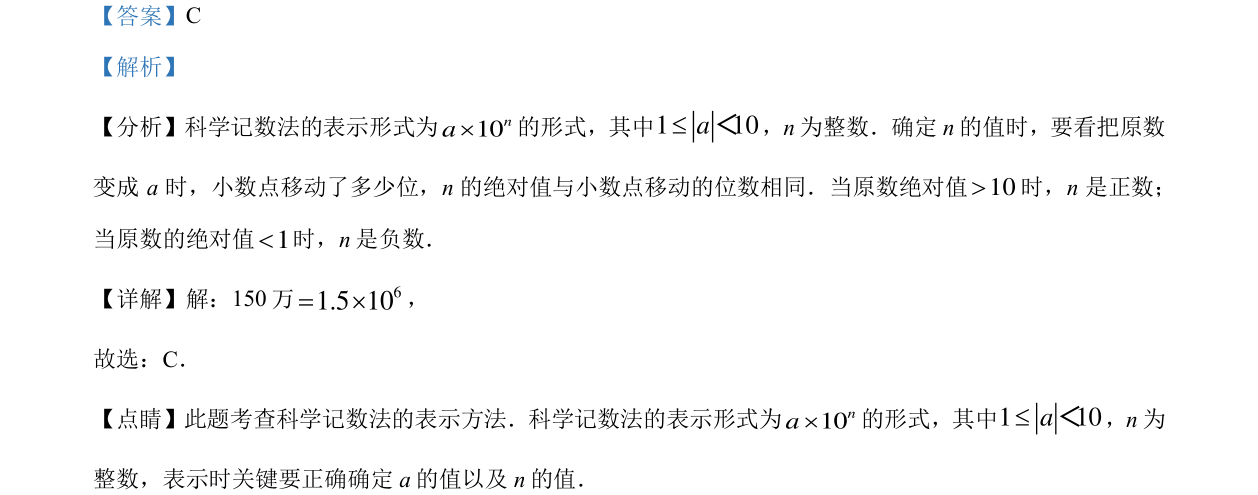 【答案】C
【解析】
【分析】科学记数法的表示形式为a×10ⁿ的形式，其中1≤|a|<10，n为整数．确定n的值时，要看把原数
变成a时，小数点移动了多少位，n的绝对值与小数点移动的位数相同．当原数绝对值>10时，n是正数；
当原数的绝对值<1时，n是负数．
【详解】解：150万=1.5×10⁶，
故选：C．
【点睛】此题考查科学记数法的表示方法．科学记数法的表示形式为a×10ⁿ的形式，其中1≤|a|<10，n为
整数，表示时关键要正确确定a的值以及n的值．